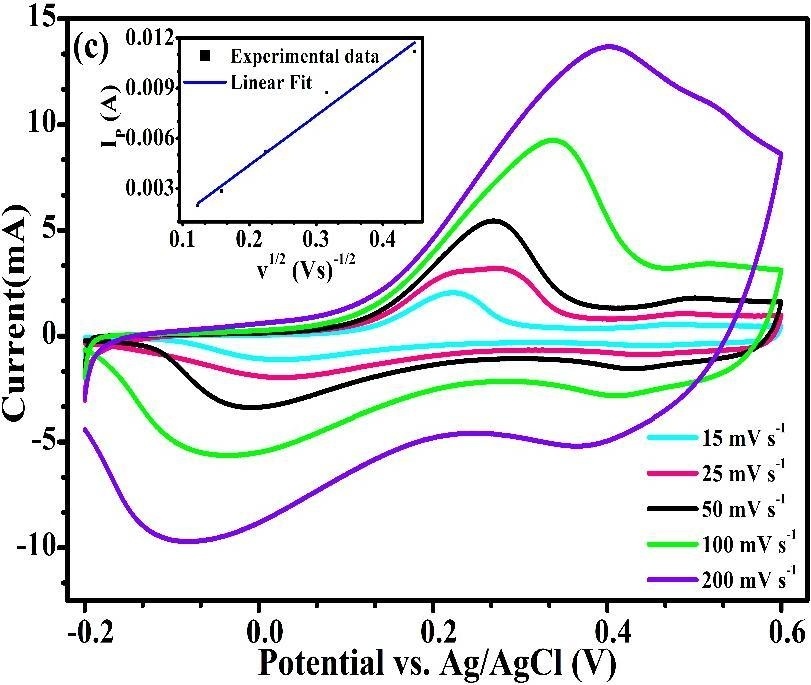 (c)
15
10
5
0
-5
-10
Current(mA)
-0.2 0.0 0.2 0.4 0.6
Potential vs. Ag/AgCl (V)
0.012
0.009
0.006
0.003
I_P (A)
0.1 0.2 0.3 0.4
v^1/2 (Vs)^-1/2
Experimental data
Linear Fit
15 mV s^-1
25 mV s^-1
50 mV s^-1
100 mV s^-1
200 mV s^-1